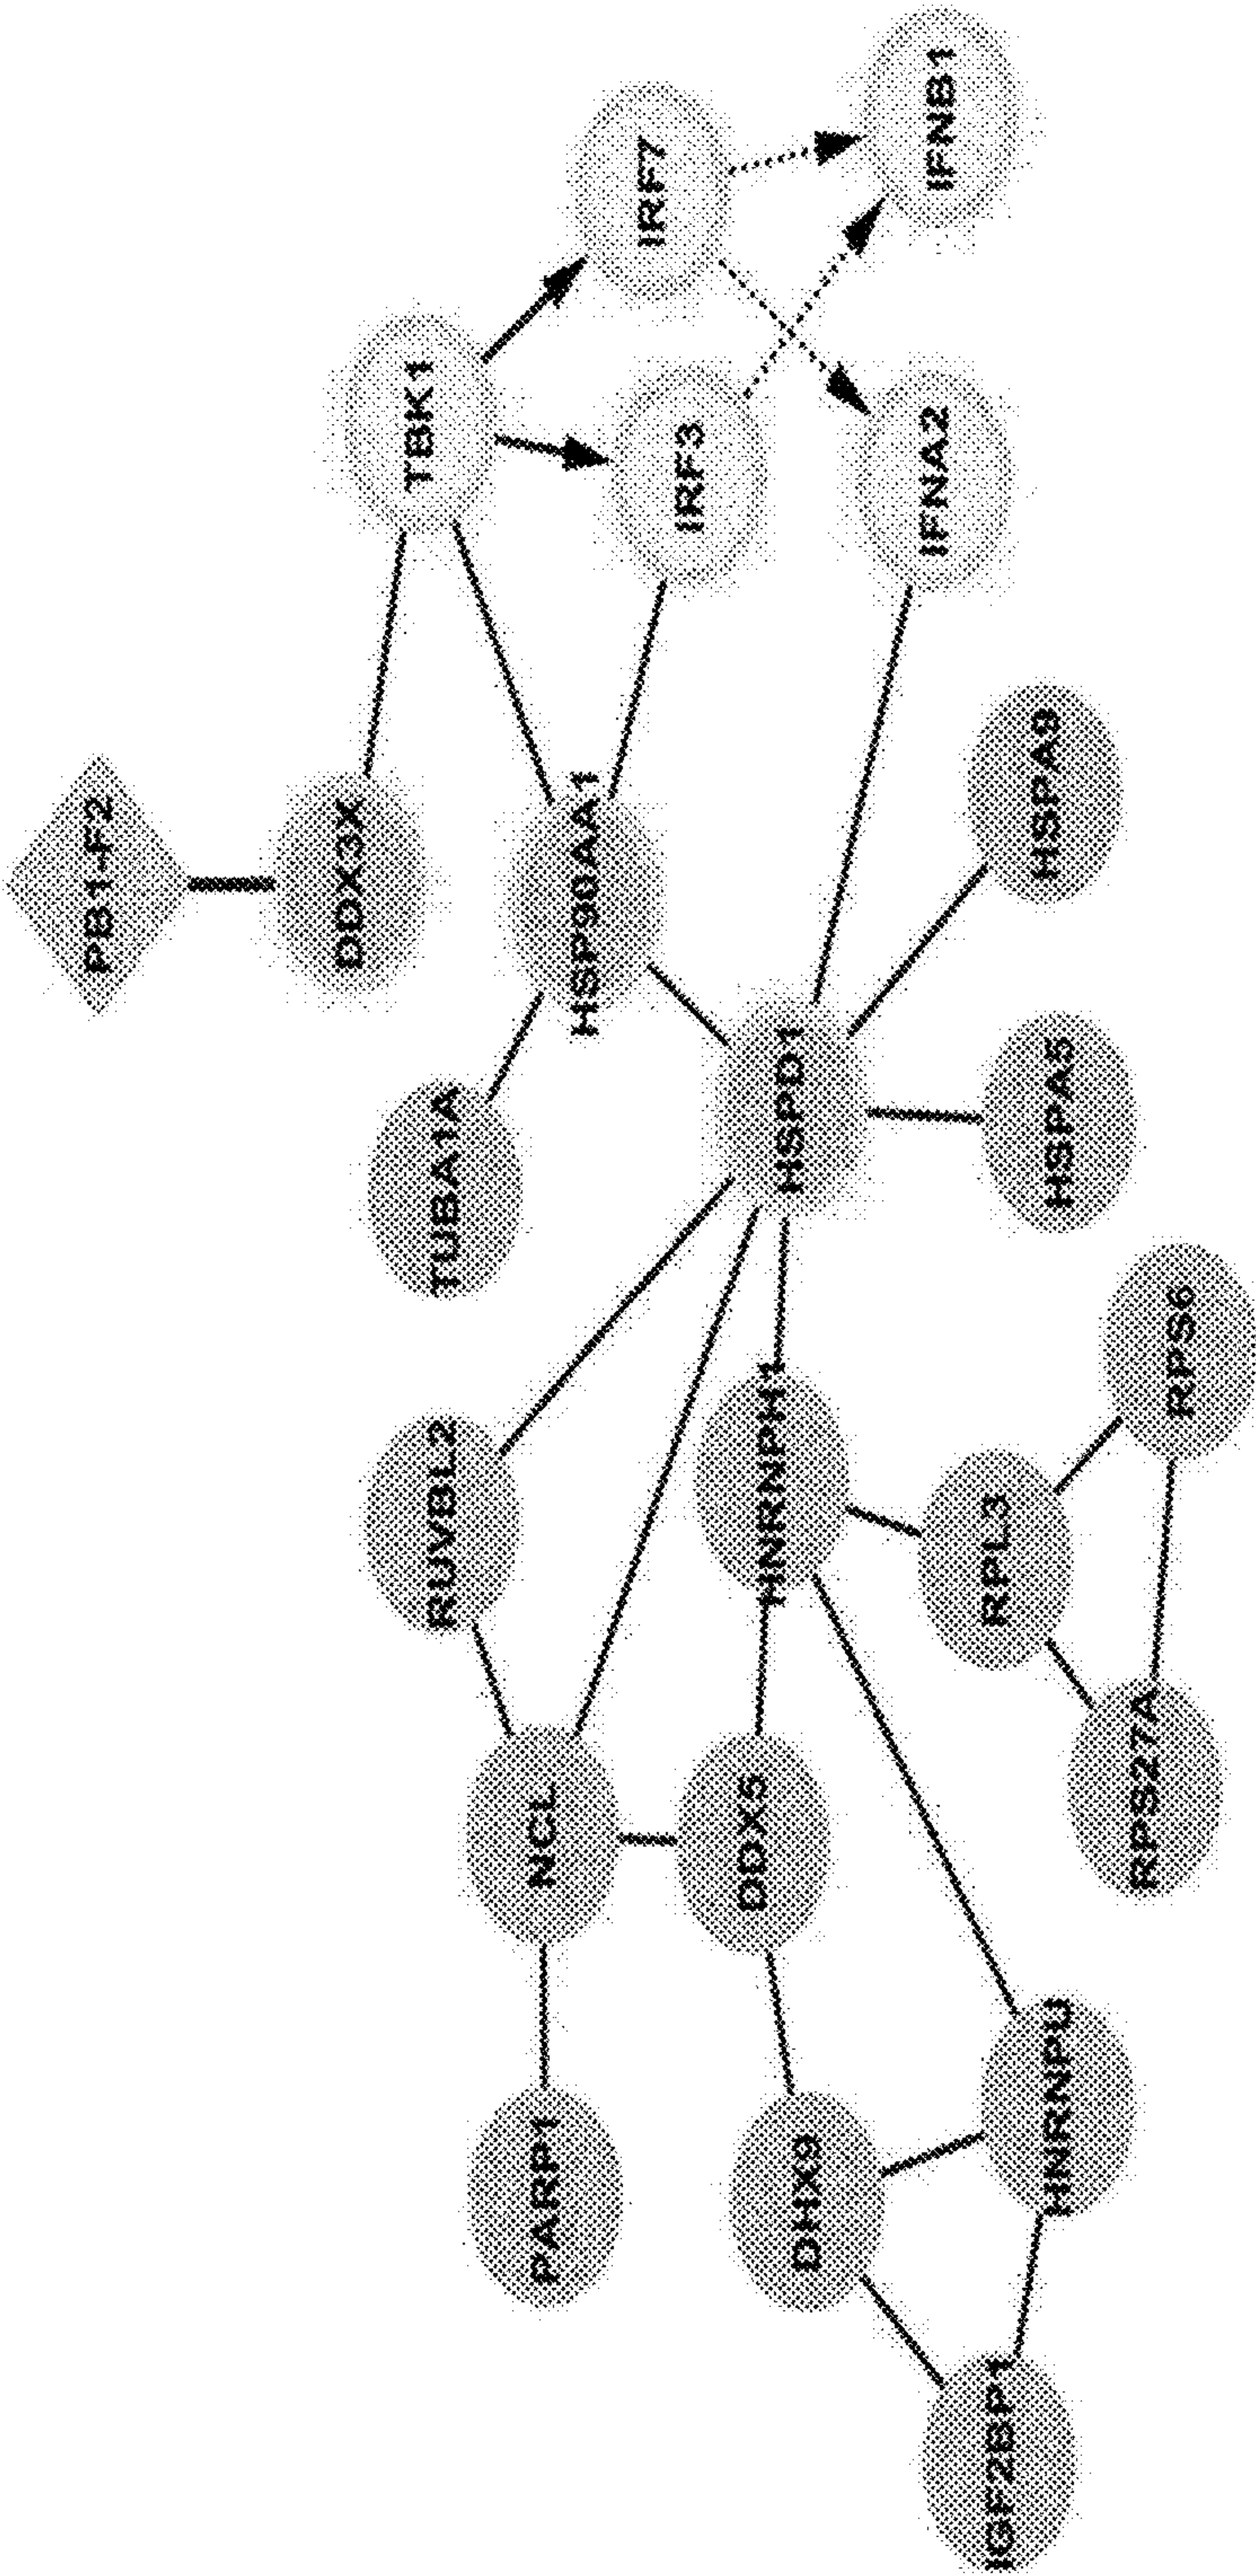 PB1-F2
DDX3X
TBK1
TUBA1A
RUVBL2
HSP90AA1
IRF7
NCL
PARP1
IRF3
HSPD1
HNRNPH1
DDX5
DHX9
IFNB1
IFNA2
HSPA9
HSPA5
RPL3
HNRNPU
IGF2BP1
RPS6
RPS27A